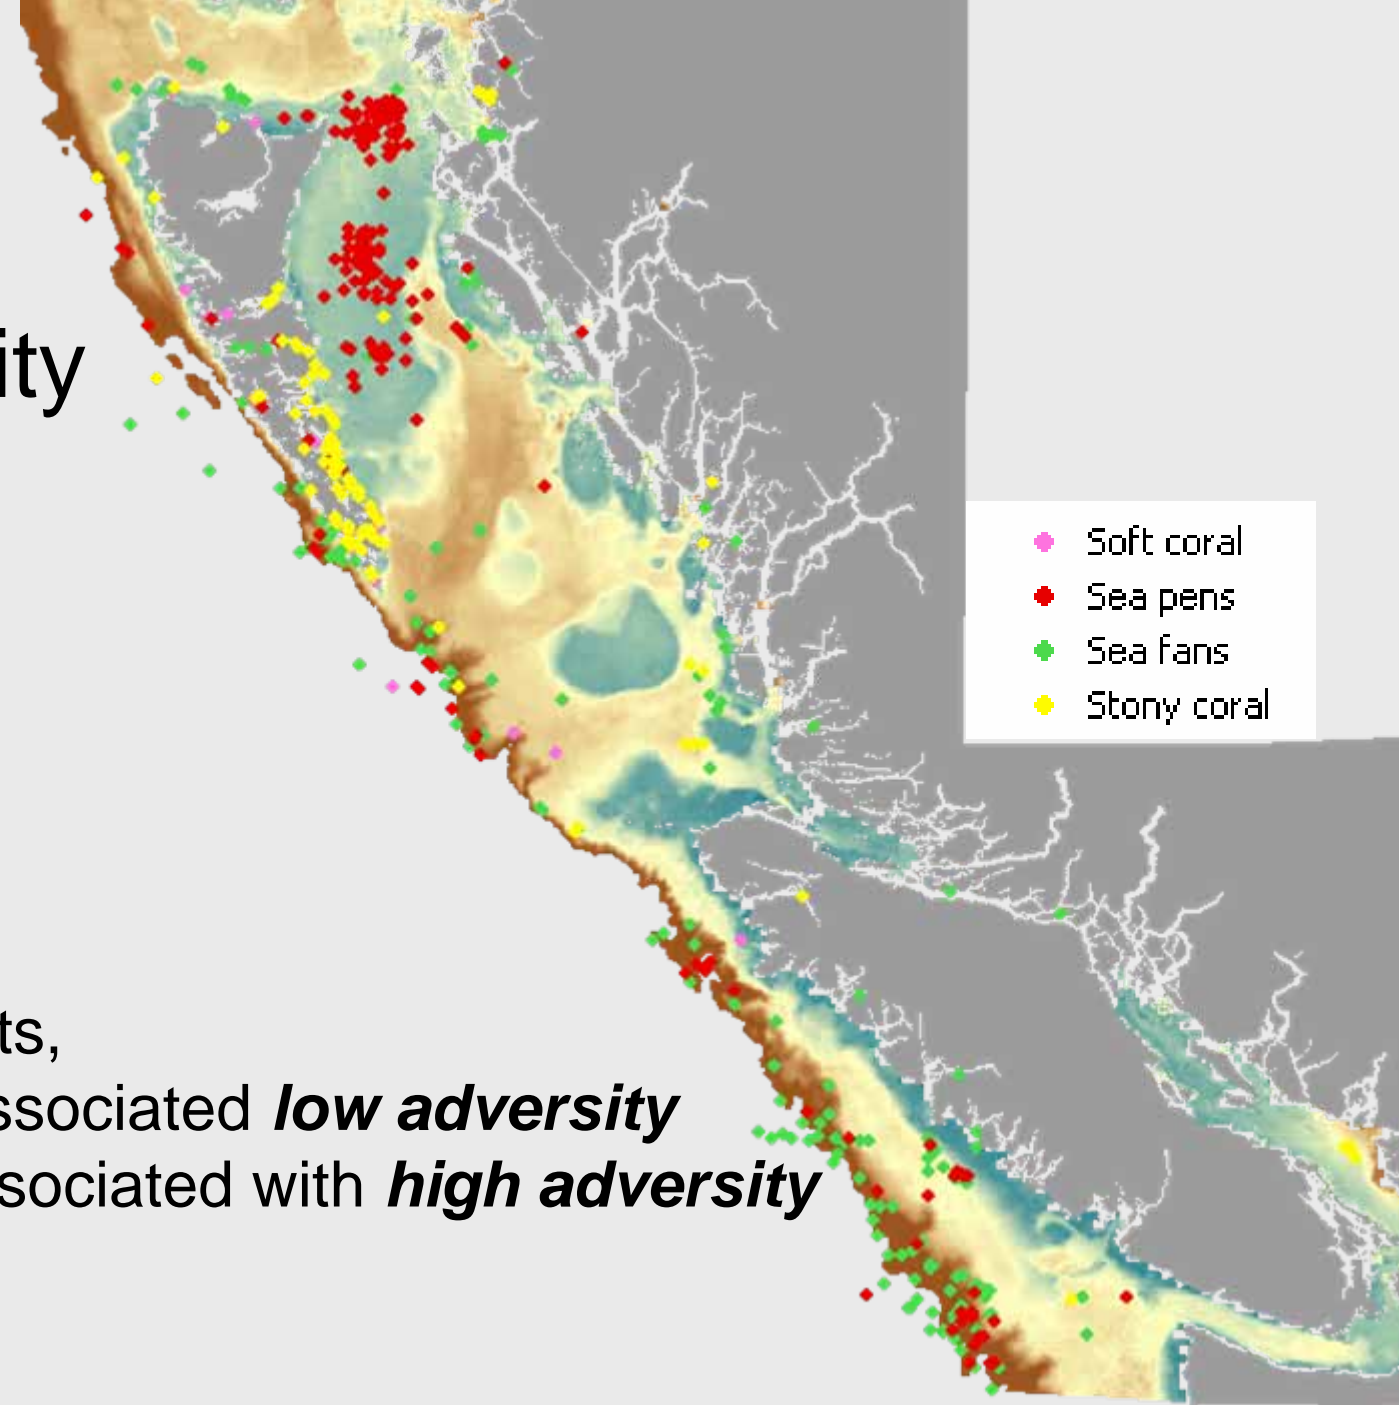 ity
Soft coral
Sea pens
Sea fans
Stony coral
ts,
ssociated low adversity
sociated with high adversity